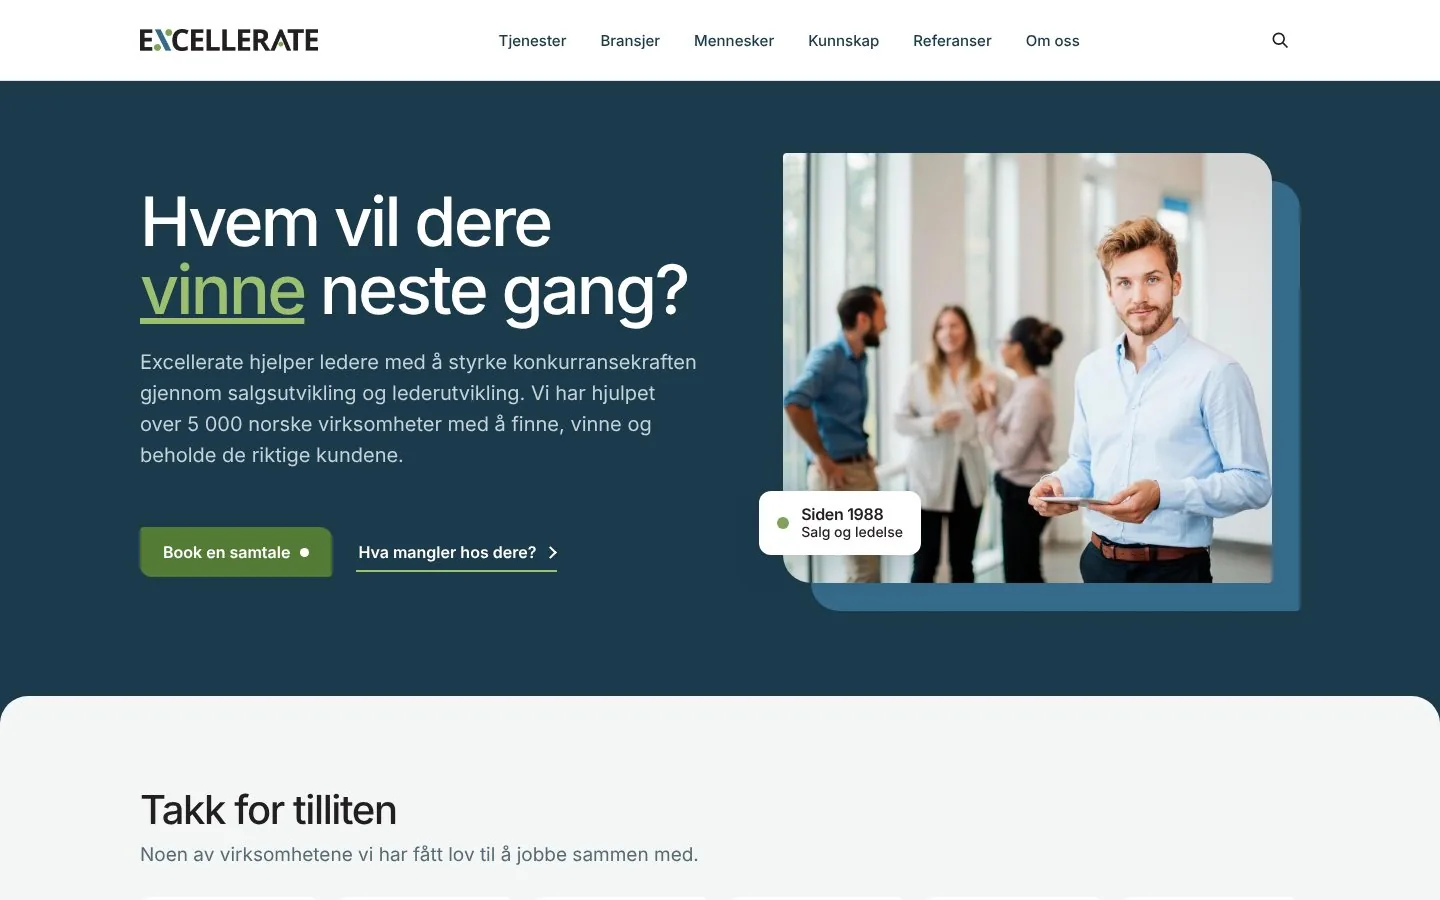 EXCELLERATE
Tjenester
Bransjer
Mennesker
Kunnskap
Referanser
Om oss
Hvem vil dere
vinne neste gang?
Excellerate hjelper ledere med å styrke konkurransekraften
gjennom salgsutvikling og lederutvikling. Vi har hjulpet
over 5 000 norske virksomheter med å finne, vinne og
beholde de riktige kundene.
Book en samtale
Hva mangler hos dere?
Siden 1988
Salg og ledelse
Takk for tilliten
Noen av virksomhetene vi har fått lov til å jobbe sammen med.